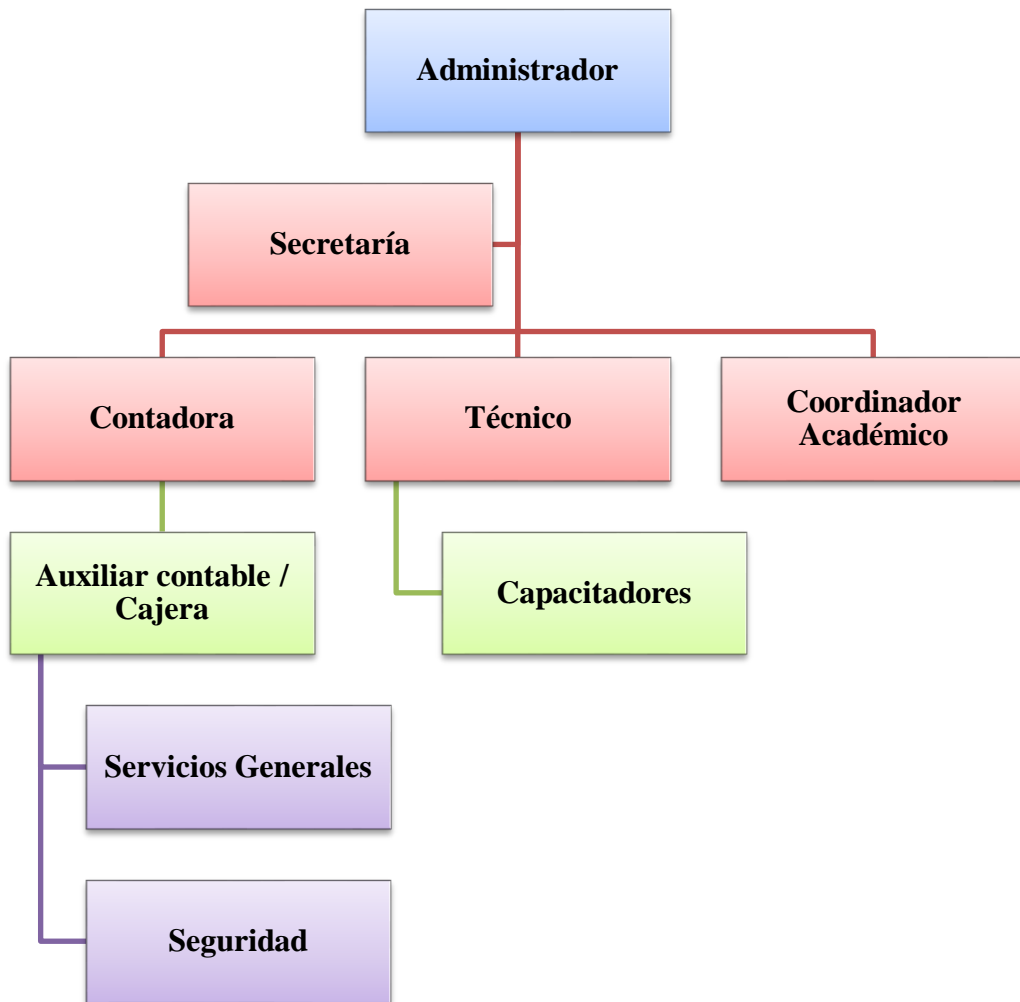 Administrador
Secretaría
Contadora
Técnico
Coordinador
Académico
Auxiliar contable /
Cajera
Capacitadores
Servicios Generales
Seguridad